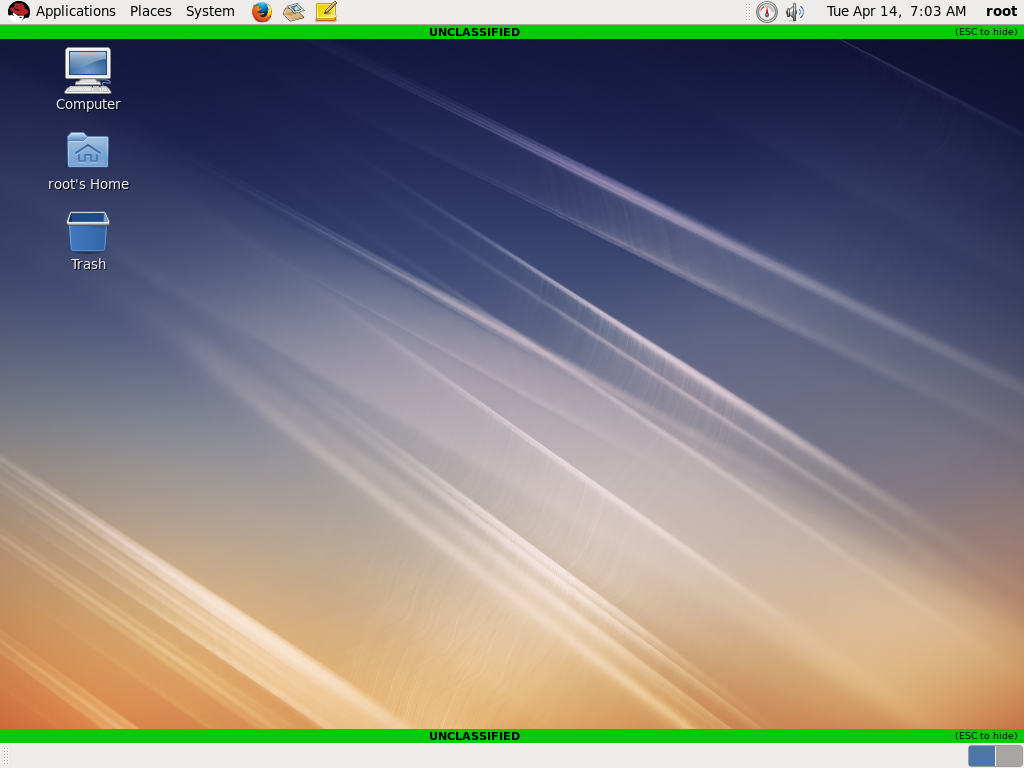 Applications Places System Tue Apr 14, 7:03 AM root
UNCLASSIFIED (ESC to hide)
Computer
root's Home
Trash
UNCLASSIFIED (ESC to hide)